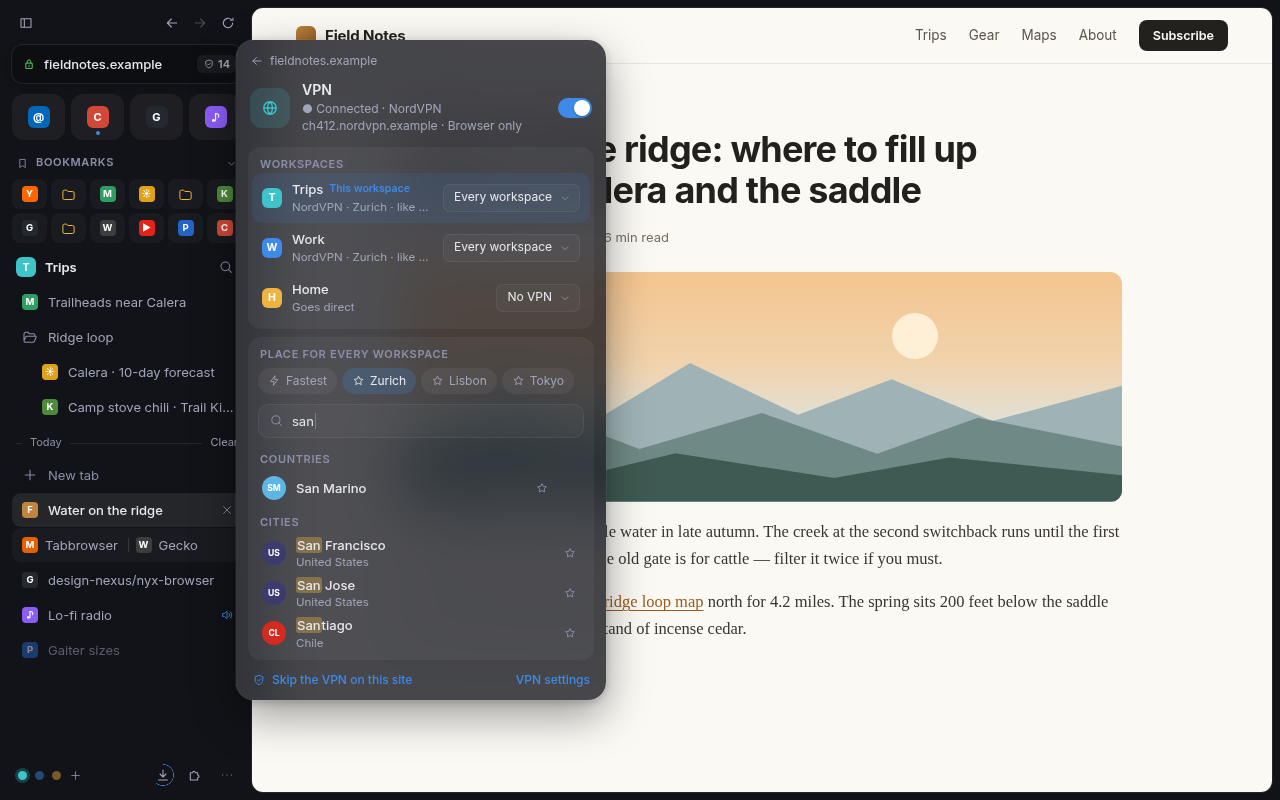 fieldnotes.example
14
@
C
G
BOOKMARKS
Y
M
K
G
W
P
C
T
Trips
M
Trailheads near Calera
Ridge loop
Calera · 10-day forecast
K
Camp stove chili · Trail Ki...
Today
Clear
New tab
F
Water on the ridge
M
Tabbrowser
W
Gecko
G
design-nexus/nyx-browser
Lo-fi radio
P
Gaiter sizes
fieldnotes.example
VPN
Connected · NordVPN
ch412.nordvpn.example · Browser only
WORKSPACES
T
Trips This workspace
NordVPN · Zurich · like ...
Every workspace
W
Work
NordVPN · Zurich · like ...
Every workspace
H
Home
Goes direct
No VPN
PLACE FOR EVERY WORKSPACE
Fastest
Zurich
Lisbon
Tokyo
san
COUNTRIES
SM
San Marino
CITIES
US
San Francisco
United States
US
San Jose
United States
CL
Santiago
Chile
Skip the VPN on this site
VPN settings
Field Notes
Trips
Gear
Maps
About
Subscribe
ridge: where to fill up
and the saddle
6 min read
water in late autumn. The creek at the second switchback runs until the first
old gate is for cattle — filter it twice if you must.
ridge loop map north for 4.2 miles. The spring sits 200 feet below the saddle
of incense cedar.